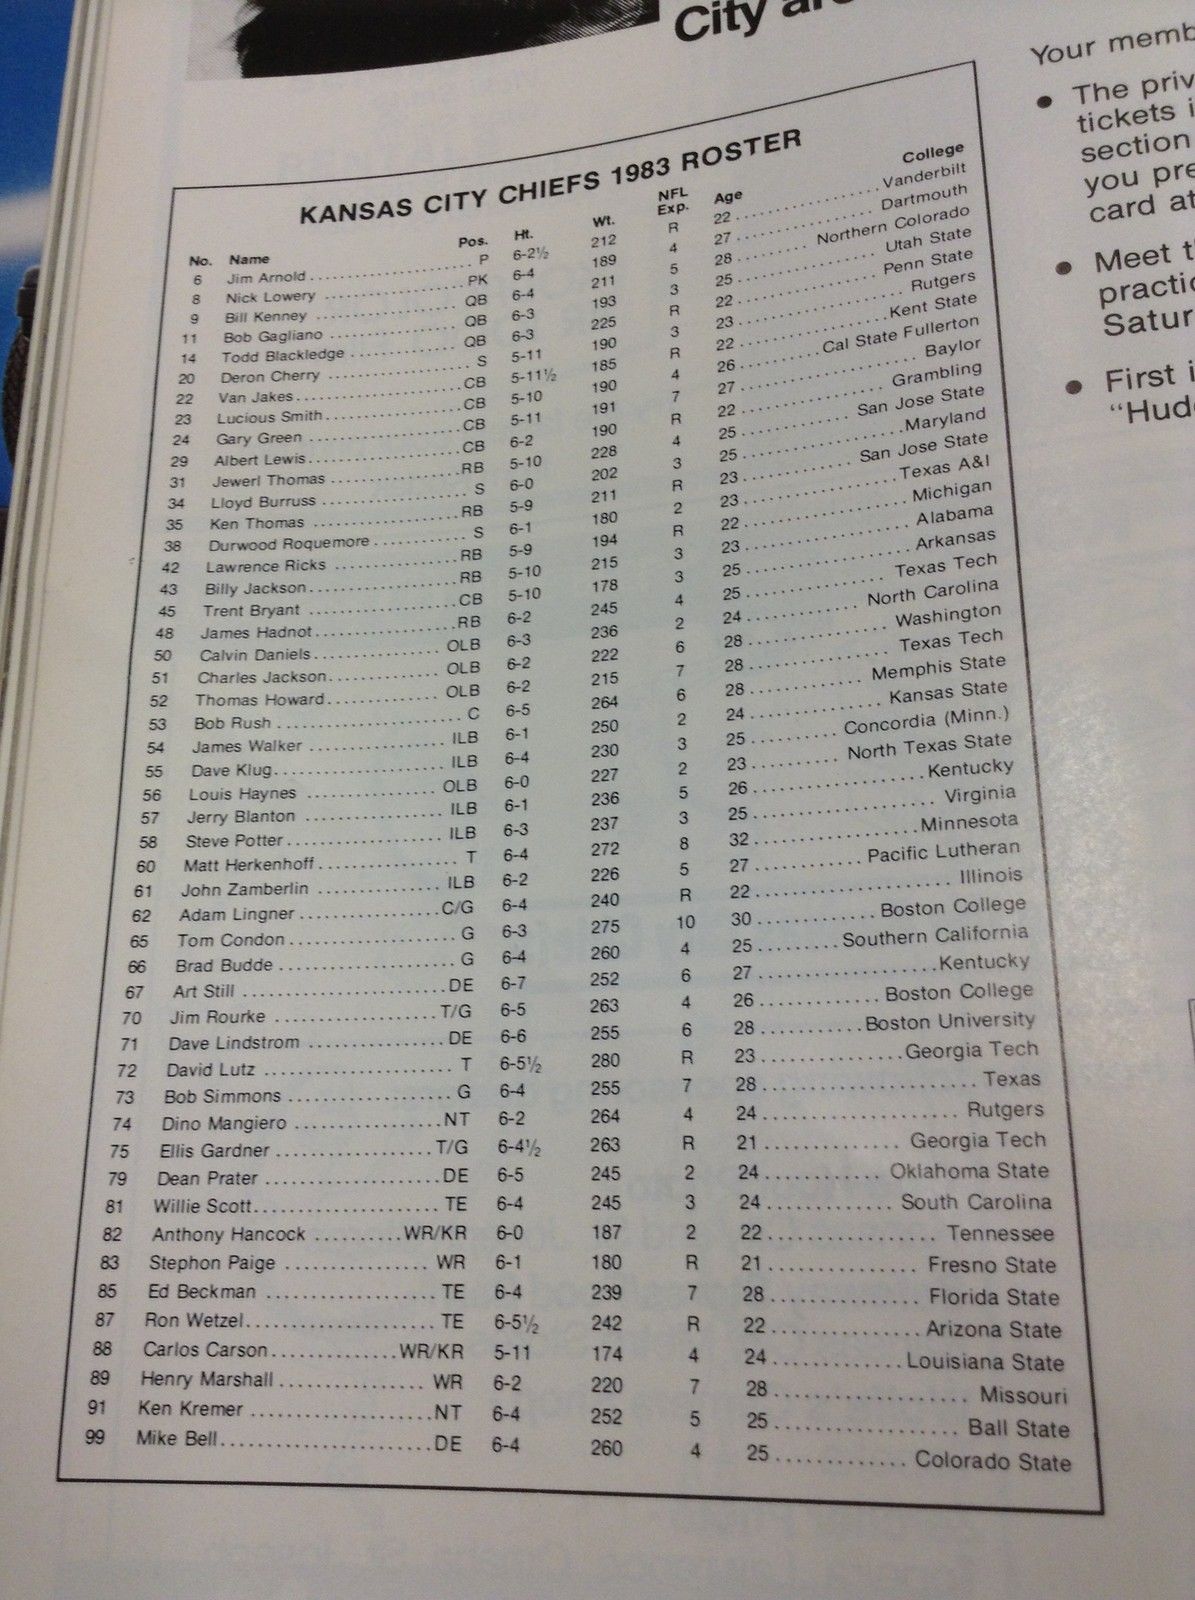 City
KANSAS CITY CHIEFS 1983 ROSTER
No. Name Pos. Ht. Wt. NFL Exp. Age College
6 Jim Arnold P 6-2½ 212 R 22 Vanderbilt
8 Nick Lowery PK 6-4 189 4 27 Dartmouth
9 Bill Kenney QB 6-4 211 5 28 Northern Colorado
11 Bob Gagliano QB 6-3 193 3 25 Utah State
14 Todd Blackledge QB 6-3 225 R 22 Penn State
20 Deron Cherry S 5-11 190 3 23 Rutgers
22 Van Jakes CB 5-11½ 185 R 22 Kent State
23 Lucious Smith CB 5-10 190 4 26 Cal State Fullerton
24 Gary Green CB 5-11 191 7 27 Baylor
29 Albert Lewis CB 6-2 190 R 22 Grambling
31 Jewerl Thomas RB 5-10 228 4 25 San Jose State
34 Lloyd Burruss S 6-0 202 3 25 Maryland
35 Ken Thomas RB 5-9 211 R 23 San Jose State
38 Durwood Roquemore S 6-1 180 2 23 Texas A&I
42 Lawrence Ricks RB 5-9 194 R 22 Michigan
43 Billy Jackson RB 5-10 215 3 23 Alabama
45 Trent Bryant CB 5-10 178 3 25 Arkansas
48 James Hadnot RB 6-2 245 4 25 Texas Tech
50 Calvin Daniels OLB 6-3 236 2 24 North Carolina
51 Charles Jackson OLB 6-2 222 6 28 Washington
52 Thomas Howard OLB 6-2 215 7 28 Texas Tech
53 Bob Rush C 6-5 264 6 28 Memphis State
54 James Walker ILB 6-1 250 2 24 Kansas State
55 Dave Klug ILB 6-4 230 3 25 Concordia (Minn.)
56 Louis Haynes OLB 6-0 227 2 23 North Texas State
57 Jerry Blanton ILB 6-1 236 5 26 Kentucky
58 Steve Potter ILB 6-3 237 3 25 Virginia
60 Matt Herkenhoff T 6-4 272 8 32 Minnesota
61 John Zamberlin ILB 6-2 226 5 27 Pacific Lutheran
62 Adam Lingner C/G 6-4 240 R 22 Illinois
65 Tom Condon G 6-3 275 10 30 Boston College
66 Brad Budde G 6-4 260 4 25 Southern California
67 Art Still DE 6-7 252 6 27 Kentucky
70 Jim Rourke T/G 6-5 263 4 26 Boston College
71 Dave Lindstrom DE 6-6 255 6 28 Boston University
72 David Lutz T 6-5½ 280 R 23 Georgia Tech
73 Bob Simmons G 6-4 255 7 28 Texas
74 Dino Mangiero NT 6-2 264 4 24 Rutgers
75 Ellis Gardner T/G 6-4½ 263 R 21 Georgia Tech
79 Dean Prater DE 6-5 245 2 24 Oklahoma State
81 Willie Scott TE 6-4 245 3 24 South Carolina
82 Anthony Hancock WR/KR 6-0 187 2 22 Tennessee
83 Stephon Paige WR 6-1 180 R 21 Fresno State
85 Ed Beckman TE 6-4 239 7 28 Florida State
87 Ron Wetzel TE 6-5½ 242 R 22 Arizona State
88 Carlos Carson WR/KR 5-11 174 4 24 Louisiana State
89 Henry Marshall WR 6-2 220 7 28 Missouri
91 Ken Kremer NT 6-4 252 5 25 Ball State
99 Mike Bell DE 6-4 260 4 25 Colorado State
Your memb
• The priv
tickets i
section
you pre
card at
• Meet t
practic
Satur
• First i
"Hud